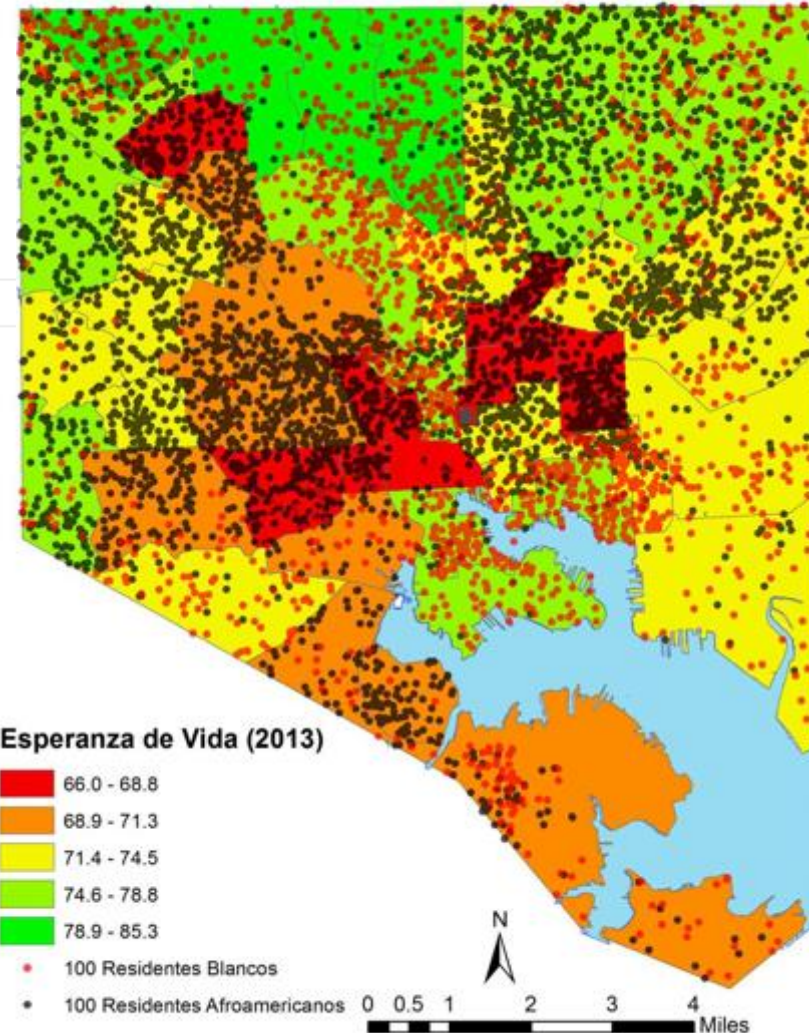 Esperanza de Vida (2013)
66.0 - 68.8
68.9 - 71.3
71.4 - 74.5
74.6 - 78.8
78.9 - 85.3
100 Residentes Blancos
100 Residentes Afroamericanos
N
0 0.5 1 2 3 4
Miles